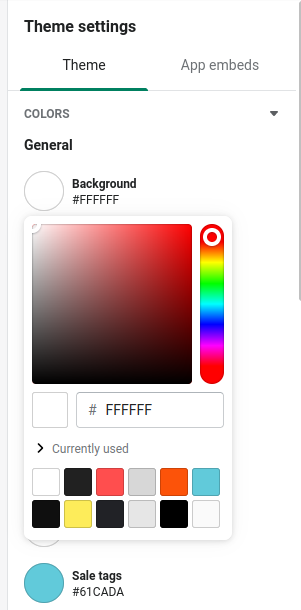 Theme settings
Theme
App embeds
COLORS
General
Background
#FFFFFF
# FFFFFF
Currently used
Sale tags
#61CADA